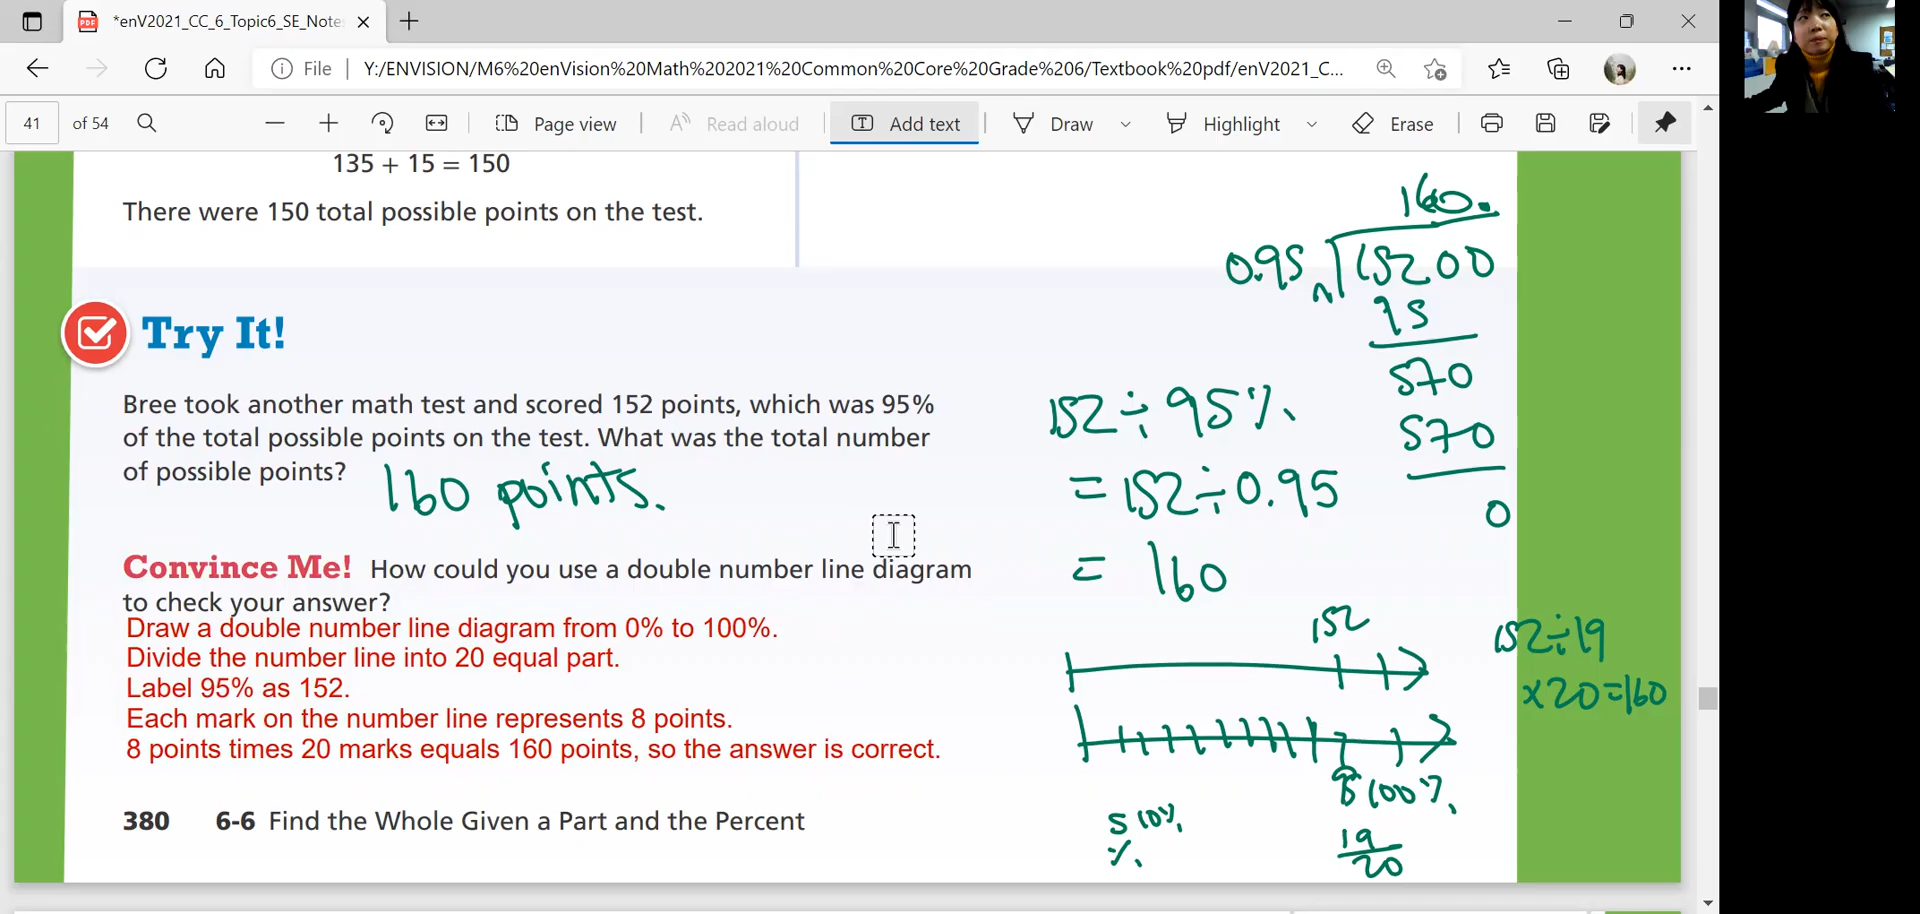 *enV2021_CC_6_Topic6_SE_Notes
File
Y:/ENVISION/M6%20enVision%20Math%202021%20Common%20Core%20Grade%206/Textbook%20pdf/enV2021_C...
41 of 54
Page view
Read aloud
Add text
Draw
Highlight
Erase
135 + 15 = 150
There were 150 total possible points on the test.
160.
0.95 15200
95
570
570
0
Try It!
Bree took another math test and scored 152 points, which was 95%
of the total possible points on the test. What was the total number
of possible points?
160 points.
152÷95%
=152÷0.95
= 160
Convince Me! How could you use a double number line diagram
to check your answer?
Draw a double number line diagram from 0% to 100%.
Divide the number line into 20 equal part.
Label 95% as 152.
Each mark on the number line represents 8 points.
8 points times 20 marks equals 160 points, so the answer is correct.
152
152÷19
×20=160
100%
5 10%
%
19
20
380 6-6 Find the Whole Given a Part and the Percent